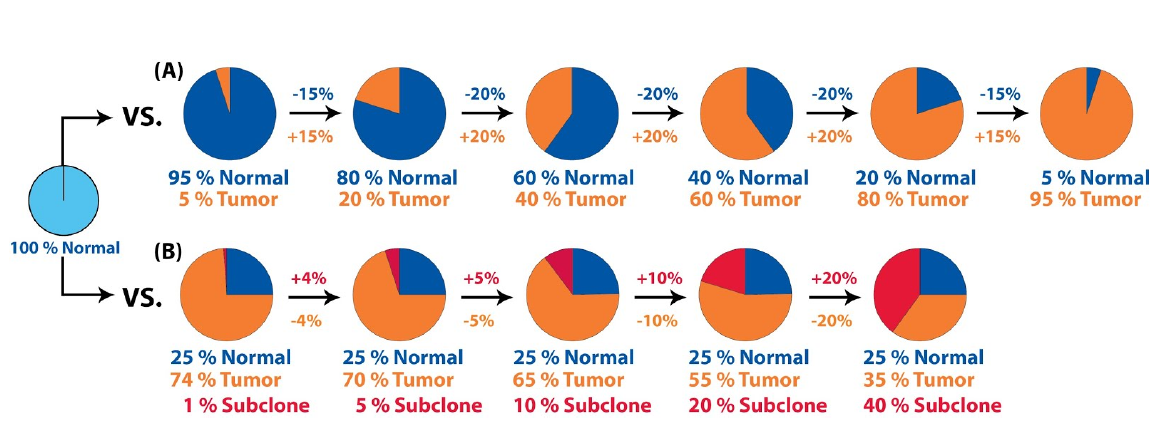 (A)
-15%
-20%
-20%
-20%
-15%
VS.
+15%
+20%
+20%
+20%
+15%
95 % Normal
80 % Normal
60 % Normal
40 % Normal
20 % Normal
5 % Normal
5 % Tumor
20 % Tumor
40 % Tumor
60 % Tumor
80 % Tumor
95 % Tumor
100 % Normal
(B)
+4%
+5%
+10%
+20%
VS.
-4%
-5%
-10%
-20%
25 % Normal
25 % Normal
25 % Normal
25 % Normal
25 % Normal
74 % Tumor
70 % Tumor
65 % Tumor
55 % Tumor
35 % Tumor
1 % Subclone
5 % Subclone
10 % Subclone
20 % Subclone
40 % Subclone